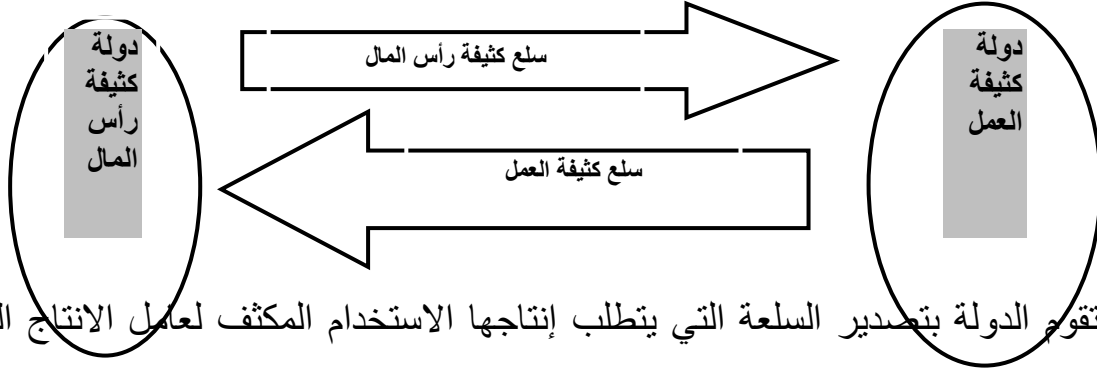 دولة
كثيفة
العمل
سلع كثيفة رأس المال
سلع كثيفة العمل
دولة
كثيفة
رأس
المال
تقوم الدولة بتصدير السلعة التي يتطلب إنتاجها الاستخدام المكثف لعامل الانتاج